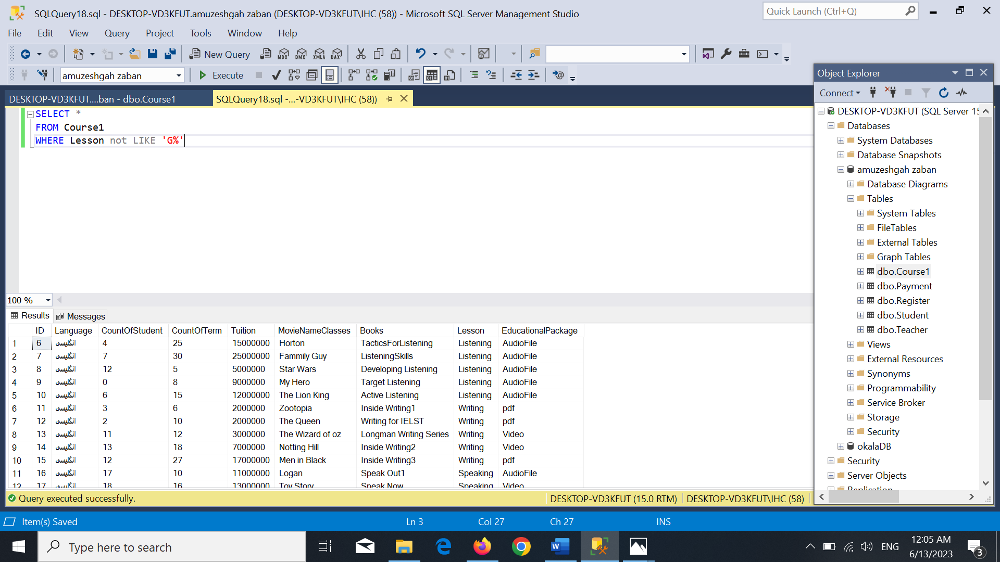 SQLQuery18.sql - DESKTOP-VD3KFUT.amuzeshgah zaban (DESKTOP-VD3KFUT\IHC (58)) - Microsoft SQL Server Management Studio
Quick Launch (Ctrl+Q)
File Edit View Query Project Tools Window Help
New Query MDX DMX XMLA DAX
amuzeshgah zaban Execute
DESKTOP-VD3KFUT....ban - dbo.Course1
SQLQuery18.sql -...-VD3KFUT\IHC (58))
SELECT *
FROM Course1
WHERE Lesson not LIKE 'G%'
100 %
Results Messages
ID Language CountOfStudent CountOfTerm Tuition MovieNameClasses Books Lesson EducationalPackage
1 6 انگلیسی 4 25 15000000 Horton TacticsForListening Listening AudioFile
2 7 انگلیسی 7 30 25000000 Fammily Guy ListeningSkills Listening AudioFile
3 8 انگلیسی 12 5 5000000 Star Wars Developing Listening Listening AudioFile
4 9 انگلیسی 0 8 9000000 My Hero Target Listening Listening AudioFile
5 10 انگلیسی 6 15 12000000 The Lion King Active Listening Listening AudioFile
6 11 انگلیسی 3 6 2000000 Zootopia Inside Writing1 Writing pdf
7 12 انگلیسی 2 10 2000000 The Queen Writing for IELST Writing pdf
8 13 انگلیسی 11 12 3000000 The Wizard of oz Longman Writing Series Writing Video
9 14 انگلیسی 13 18 7000000 Notting Hill Inside Writing2 Writing Video
10 15 انگلیسی 12 27 17000000 Men in Black Inside Writing3 Writing pdf
11 16 انگلیسی 17 10 11000000 Logan Speak Out1 Speaking AudioFile
12 17 انگلیسی 18 16 13000000 Toy Story Speak Now Speaking Video
Query executed successfully.
DESKTOP-VD3KFUT (15.0 RTM)
DESKTOP-VD3KFUT\IHC (58)
Object Explorer
Connect
DESKTOP-VD3KFUT (SQL Server 15
Databases
System Databases
Database Snapshots
amuzeshgah zaban
Database Diagrams
Tables
System Tables
FileTables
External Tables
Graph Tables
dbo.Course1
dbo.Payment
dbo.Register
dbo.Student
dbo.Teacher
Views
External Resources
Synonyms
Programmability
Service Broker
Storage
Security
okalaDB
Security
Server Objects
Replication
Item(s) Saved Ln 3 Col 27 Ch 27 INS
Type here to search
ENG
12:05 AM
6/13/2023
3